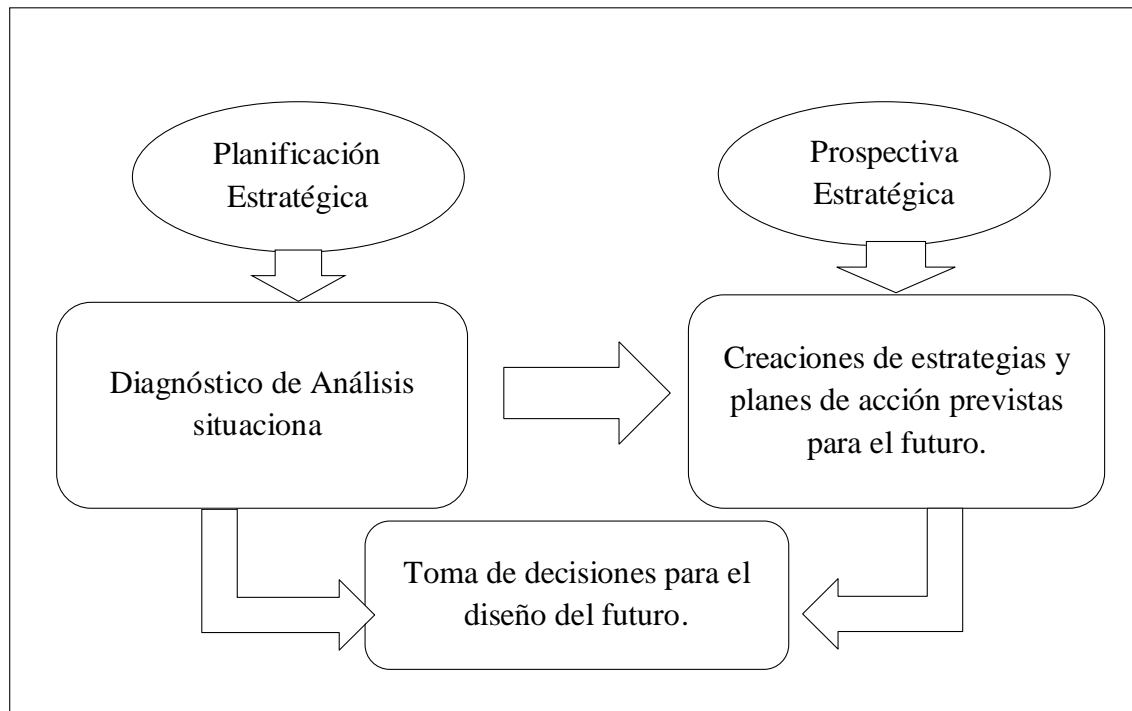 Planificación
Estratégica
Prospectiva
Estratégica
Diagnóstico de Análisis
situaciona
Creaciones de estrategias y
planes de acción previstas
para el futuro.
Toma de decisiones para el
diseño del futuro.